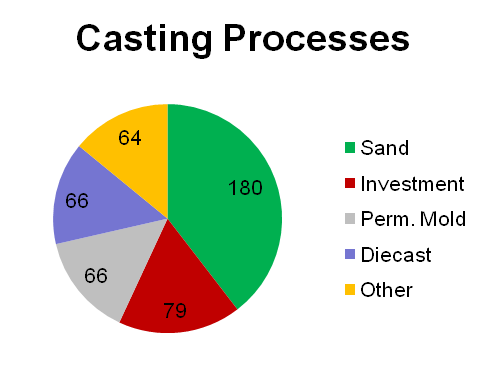 Casting Processes
64
180
66
66
79
Sand
Investment
Perm. Mold
Diecast
Other